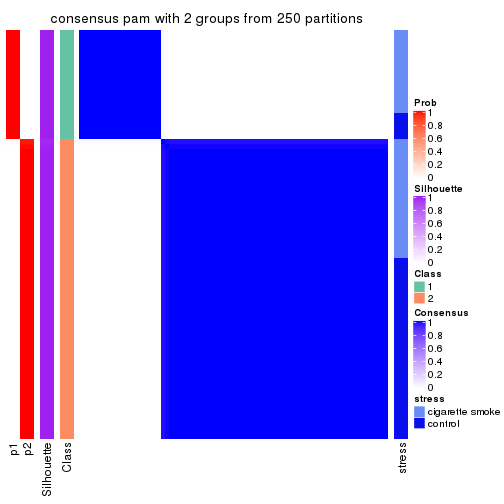 consensus pam with 2 groups from 250 partitions
Prob
1
0.8
0.6
0.4
0.2
0
Silhouette
1
0.8
0.6
0.4
0.2
0
Class
1
2
Consensus
1
0.8
0.6
0.4
0.2
0
stress
cigarette smoke
control
p1
p2
Silhouette
Class
stress